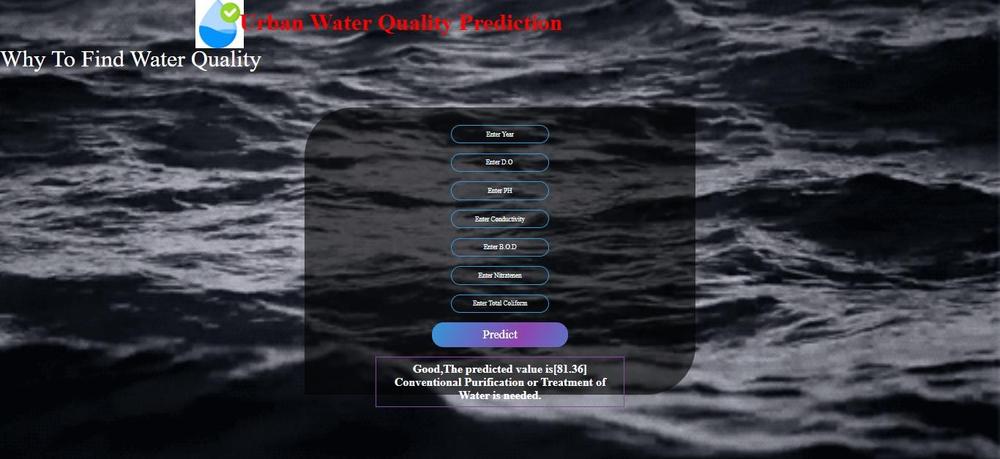 Urban Water Quality Prediction
Why To Find Water Quality
Enter Year
Enter D.O
Enter PH
Enter Conductivity
Enter B.O.D
Enter Nitratenen
Enter Total Coliform
Predict
Good,The predicted value is[81.36]
Conventional Purification or Treatment of
Water is needed.